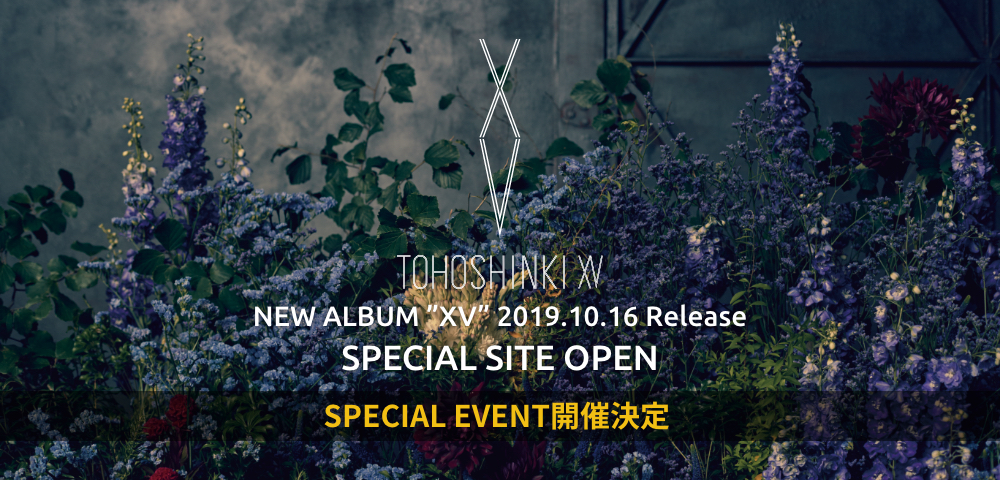 XV
TOHOSHINKI XV
NEW ALBUM "XV" 2019.10.16 Release
SPECIAL SITE OPEN
SPECIAL EVENT開催決定